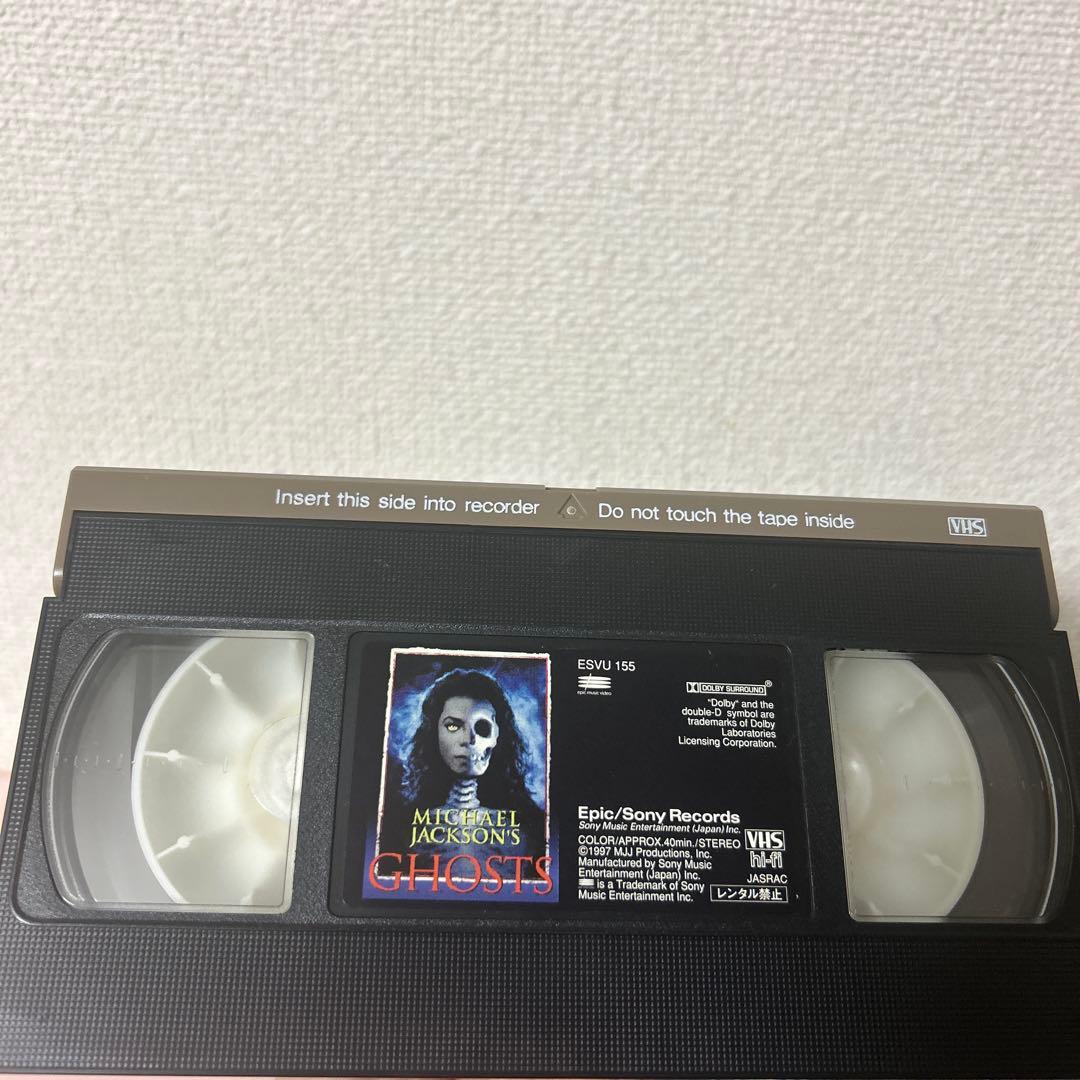 Insert this side into recorder
Do not touch the tape inside
VHS
MICHAEL
JACKSON'S
GHOSTS
ESVU 155
epic music video
DOLBY SURROUND®
"Dolby" and the
double-D symbol are
trademarks of Dolby
Laboratories
Licensing Corporation.
Epic/Sony Records
Sony Music Entertainment (Japan) Inc.
COLOR/APPROX.40min./STEREO
©1997 MJJ Productions, Inc.
Manufactured by Sony Music
Entertainment (Japan) Inc.
is a Trademark of Sony
Music Entertainment Inc.
VHS
hi-fi
JASRAC
レンタル禁止